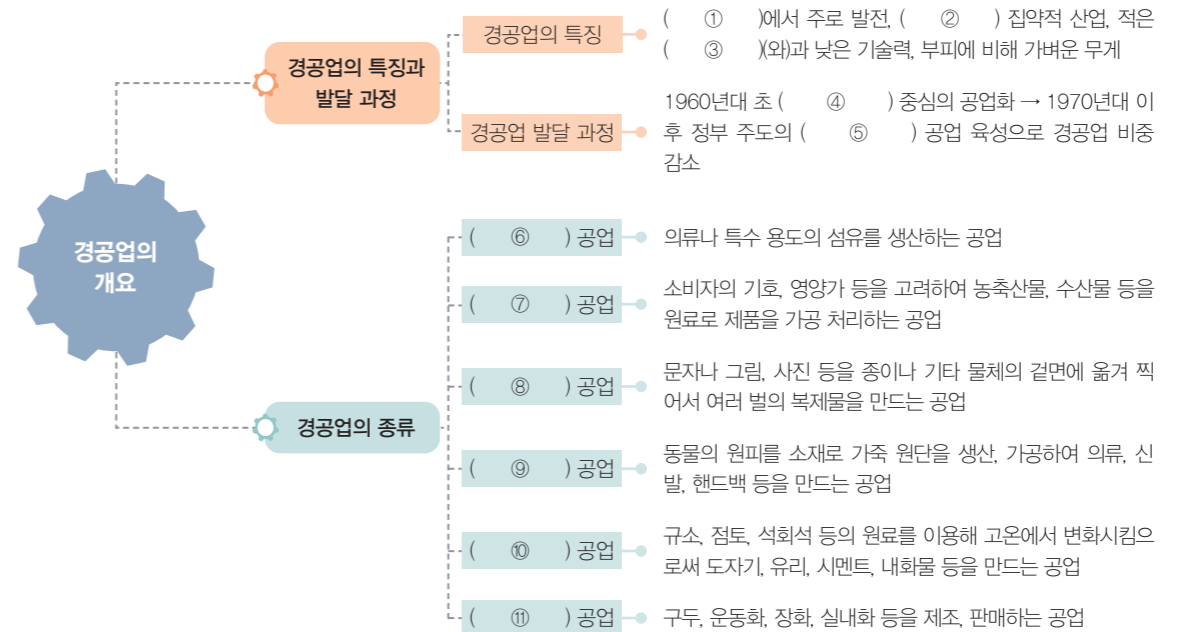 경공업의
개요
경공업의 특징과
발달 과정
경공업의 특징
( ① )에서 주로 발전, ( ② ) 집약적 산업, 적은
( ③ )(와)과 낮은 기술력, 부피에 비해 가벼운 무게
경공업 발달 과정
1960년대 초 ( ④ ) 중심의 공업화 → 1970년대 이
후 정부 주도의 ( ⑤ ) 공업 육성으로 경공업 비중
감소
경공업의 종류
( ⑥ ) 공업
의류나 특수 용도의 섬유를 생산하는 공업
( ⑦ ) 공업
소비자의 기호, 영양가 등을 고려하여 농축산물, 수산물 등을
원료로 제품을 가공 처리하는 공업
( ⑧ ) 공업
문자나 그림, 사진 등을 종이나 기타 물체의 겉면에 옮겨 찍
어서 여러 벌의 복제물을 만드는 공업
( ⑨ ) 공업
동물의 원피를 소재로 가죽 원단을 생산, 가공하여 의류, 신
발, 핸드백 등을 만드는 공업
( ⑩ ) 공업
규소, 점토, 석회석 등의 원료를 이용해 고온에서 변화시킴으
로써 도자기, 유리, 시멘트, 내화물 등을 만드는 공업
( ⑪ ) 공업
구두, 운동화, 장화, 실내화 등을 제조, 판매하는 공업